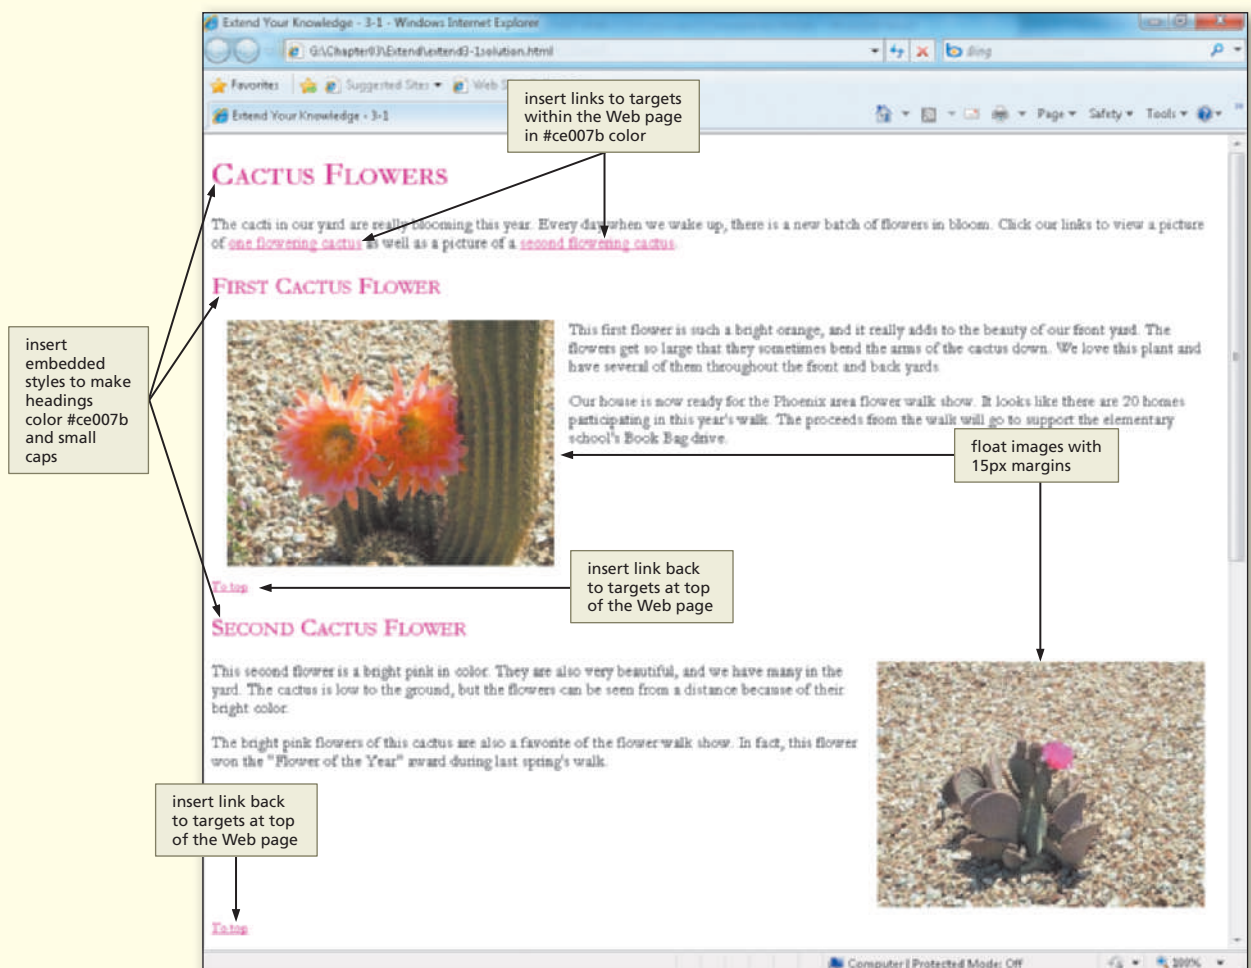 Extend Your Knowledge - 3-1 - Windows Internet Explorer
G:\Chapter03\Extend\extend3-1solution.html
Bing
Favorites
Suggested Sites
Web S
Extend Your Knowledge - 3-1
Page
Safety
Tools
insert links to targets
within the Web page
in #ce007b color
Cactus Flowers
The cacti in our yard are really blooming this year. Every day when we wake up, there is a new batch of flowers in bloom. Click our links to view a picture
of one flowering cactus as well as a picture of a second flowering cactus.
First Cactus Flower
insert
embedded
styles to make
headings
color #ce007b
and small
caps
This first flower is such a bright orange, and it really adds to the beauty of our front yard. The
flowers get so large that they sometimes bend the arms of the cactus down. We love this plant and
have several of them throughout the front and back yards.
Our house is now ready for the Phoenix area flower walk show. It looks like there are 20 homes
participating in this year's walk. The proceeds from the walk will go to support the elementary
school's Book Bag drive.
float images with
15px margins
insert link back
to targets at top
of the Web page
To top
Second Cactus Flower
This second flower is a bright pink in color. They are also very beautiful, and we have many in the
yard. The cactus is low to the ground, but the flowers can be seen from a distance because of their
bright color.
The bright pink flowers of this cactus are also a favorite of the flower walk show. In fact, this flower
won the "Flower of the Year" award during last spring's walk.
insert link back
to targets at top
of the Web page
To top
Computer | Protected Mode: Off
100%